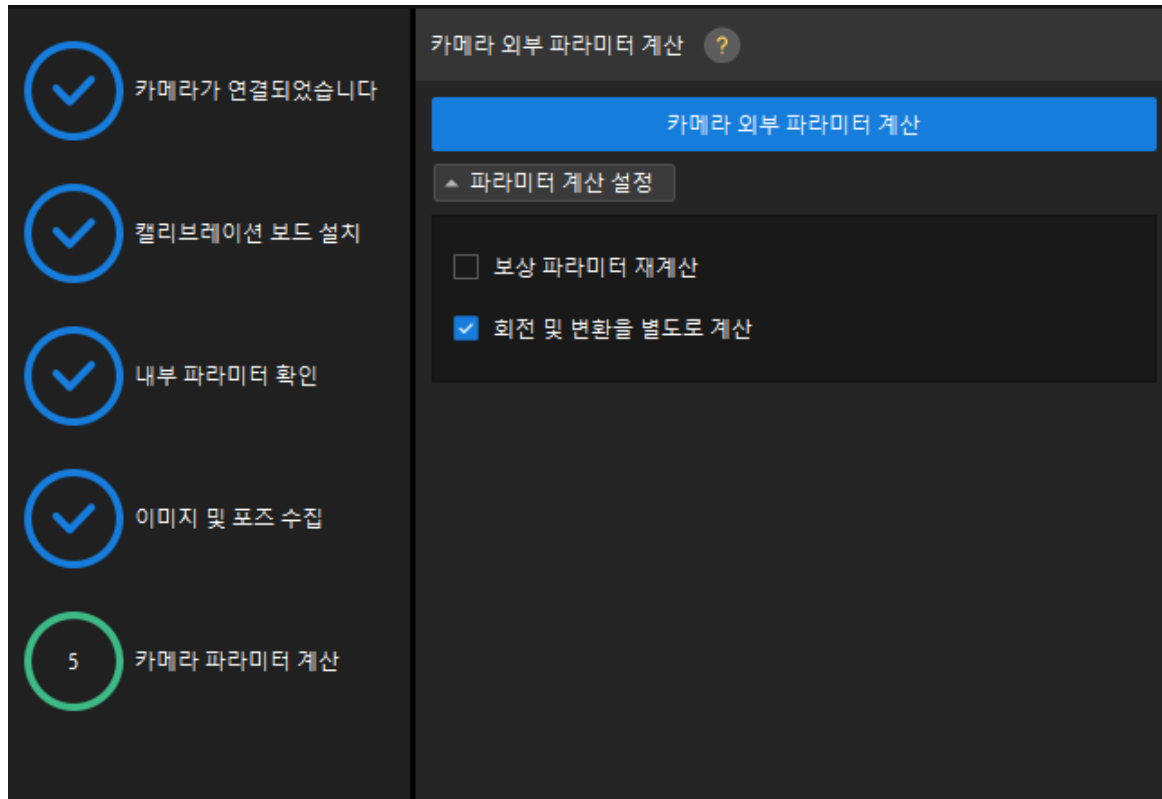 카메라가 연결되었습니다
캘리브레이션 보드 설치
내부 파라미터 확인
이미지 및 포즈 수집
5
카메라 파라미터 계산
카메라 외부 파라미터 계산 ?
카메라 외부 파라미터 계산
파라미터 계산 설정
보상 파라미터 재계산
회전 및 변환을 별도로 계산